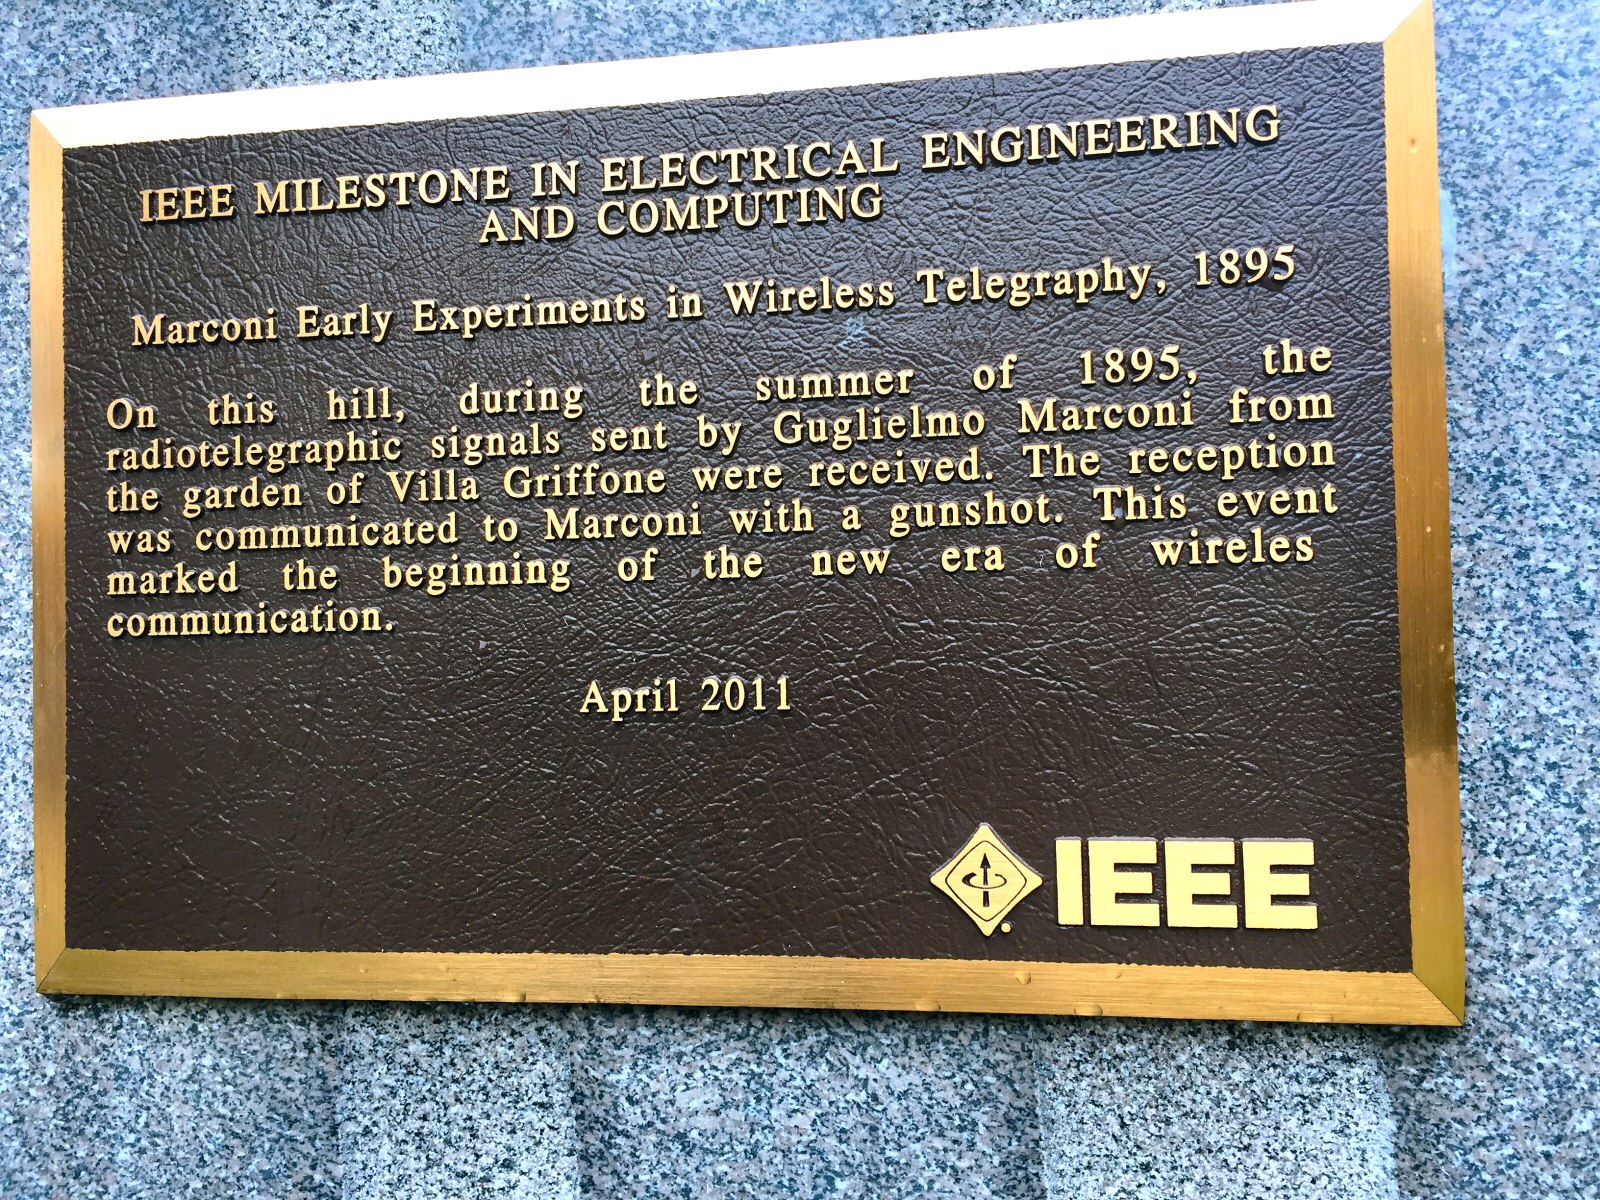 IEEE MILESTONE IN ELECTRICAL ENGINEERING
AND COMPUTING
Marconi Early Experiments in Wireless Telegraphy, 1895
On this hill, during the summer of 1895, the
radiotelegraphic signals sent by Guglielmo Marconi from
the garden of Villa Griffone were received. The reception
was communicated to Marconi with a gunshot. This event
marked the beginning of the new era of wireles
communication.
April 2011
IEEE